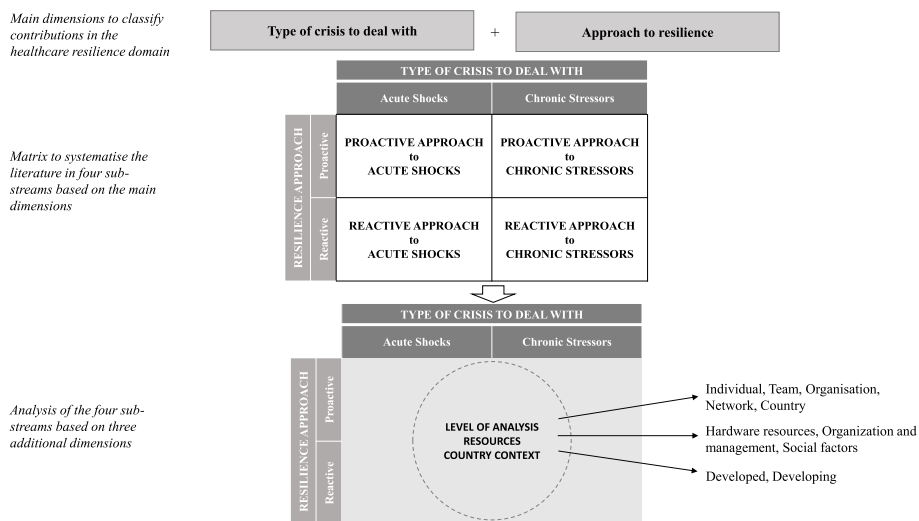 Main dimensions to classify
contributions in the
healthcare resilience domain
Type of crisis to deal with
+
Approach to resilience
Matrix to systematise the
literature in four sub-
streams based on the main
dimensions
TYPE OF CRISIS TO DEAL WITH
Acute Shocks
Chronic Stressors
RESILIENCE APPROACH
Proactive
Reactive
PROACTIVE APPROACH
to
ACUTE SHOCKS
PROACTIVE APPROACH
to
CHRONIC STRESSORS
REACTIVE APPROACH
to
ACUTE SHOCKS
REACTIVE APPROACH
to
CHRONIC STRESSORS
Analysis of the four sub-
streams based on three
additional dimensions
TYPE OF CRISIS TO DEAL WITH
Acute Shocks
Chronic Stressors
RESILIENCE APPROACH
Proactive
Reactive
LEVEL OF ANALYSIS
RESOURCES
COUNTRY CONTEXT
Individual, Team, Organisation,
Network, Country
Hardware resources, Organization and
management, Social factors
Developed, Developing